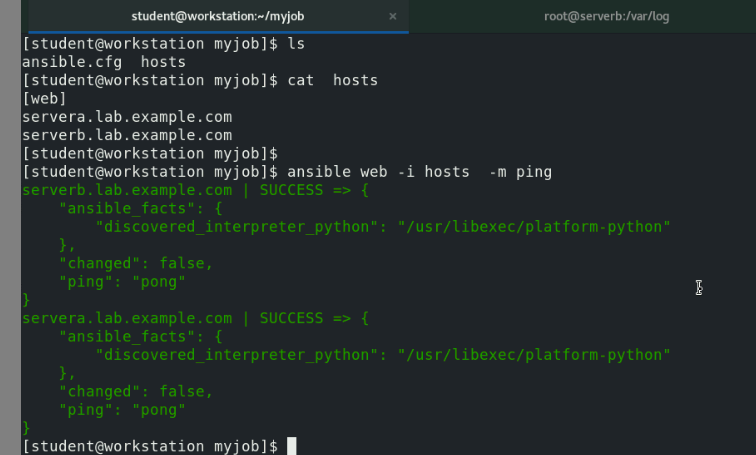 student@workstation:~/myjob × root@serverb:/var/log
[student@workstation myjob]$ ls
ansible.cfg  hosts
[student@workstation myjob]$ cat  hosts
[web]
servera.lab.example.com
serverb.lab.example.com
[student@workstation myjob]$
[student@workstation myjob]$ ansible web -i hosts  -m ping
serverb.lab.example.com | SUCCESS => {
    "ansible_facts": {
        "discovered_interpreter_python": "/usr/libexec/platform-python"
    },
    "changed": false,
    "ping": "pong"
}
servera.lab.example.com | SUCCESS => {
    "ansible_facts": {
        "discovered_interpreter_python": "/usr/libexec/platform-python"
    },
    "changed": false,
    "ping": "pong"
}
[student@workstation myjob]$